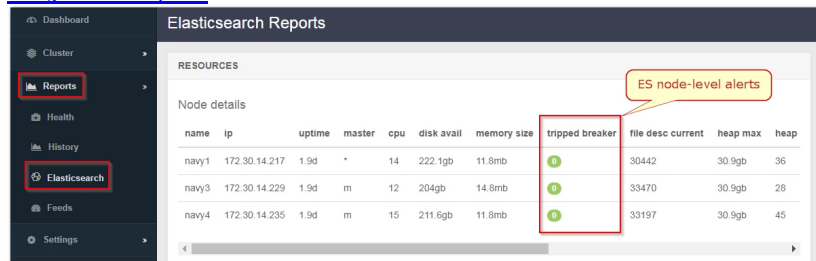 Dashboard
Cluster
Reports
Health
History
Elasticsearch
Feeds
Settings
Elasticsearch Reports
RESOURCES
ES node-level alerts
Node details
name ip uptime master cpu disk avail memory size tripped breaker file desc current heap max heap
navy1 172.30.14.217 1.9d * 14 222.1gb 11.8mb 0 30442 30.9gb 36
navy3 172.30.14.229 1.9d m 12 204gb 14.8mb 0 33470 30.9gb 28
navy4 172.30.14.235 1.9d m 15 211.6gb 11.8mb 0 33197 30.9gb 45